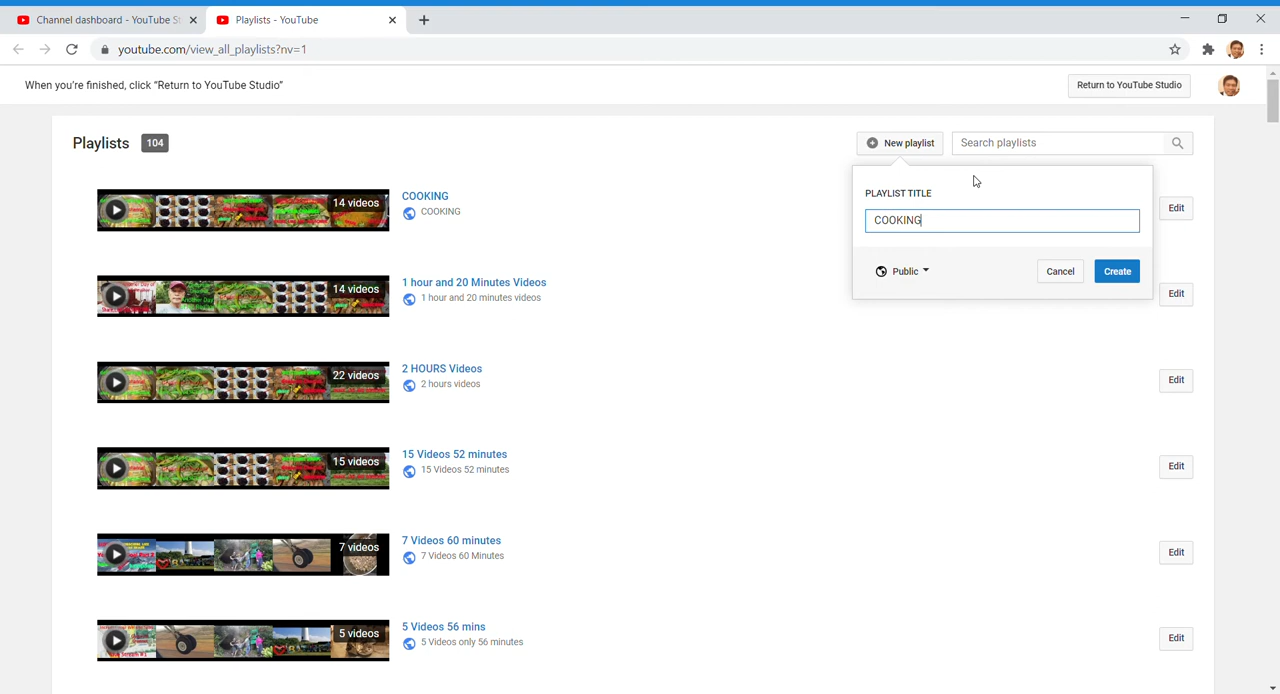 Channel dashboard - YouTube St
Playlists - YouTube
youtube.com/view_all_playlists?nv=1
When you're finished, click "Return to YouTube Studio"
Return to YouTube Studio
Playlists 104
New playlist
Search playlists
PLAYLIST TITLE
COOKING
Public
Cancel
Create
14 videos
COOKING
COOKING
Edit
14 videos
1 hour and 20 Minutes Videos
1 hour and 20 minutes videos
Edit
22 videos
2 HOURS Videos
2 hours videos
Edit
15 videos
15 Videos 52 minutes
15 Videos 52 minutes
Edit
7 videos
7 Videos 60 minutes
7 Videos 60 Minutes
Edit
5 videos
5 Videos 56 mins
5 Videos only 56 minutes
Edit